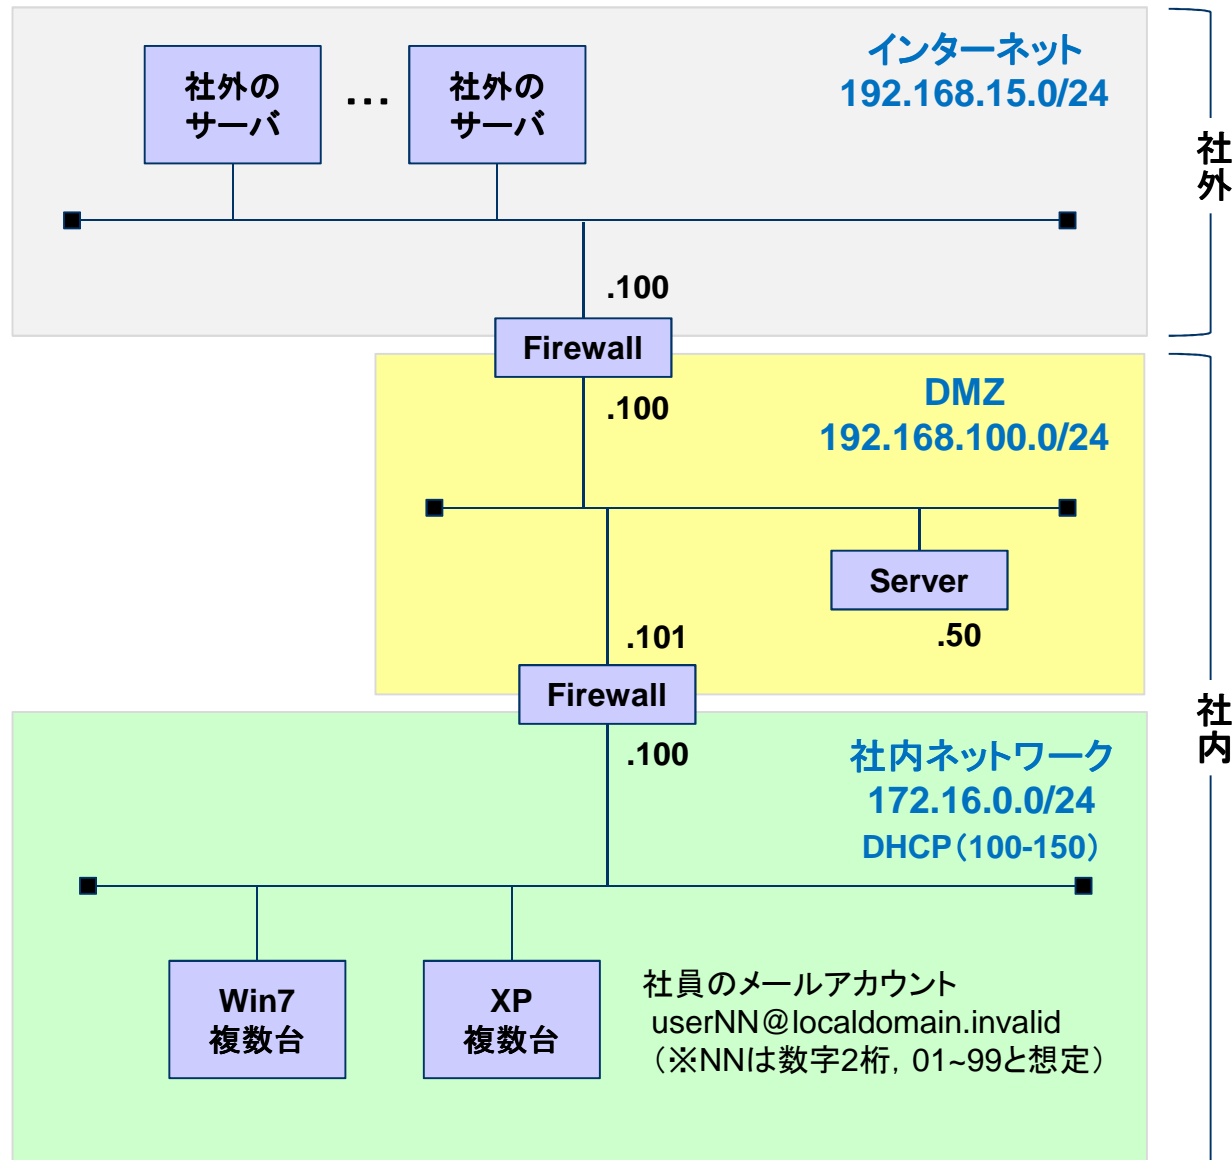 インターネット
192.168.15.0/24
社外の
サーバ
...
社外の
サーバ
社外
.100
Firewall
.100
DMZ
192.168.100.0/24
Server
.50
.101
Firewall
.100
社内
社内ネットワーク
172.16.0.0/24
DHCP（100-150）
Win7
複数台
XP
複数台
社員のメールアカウント
userNN@localdomain.invalid
（※NNは数字2桁，01~99と想定）